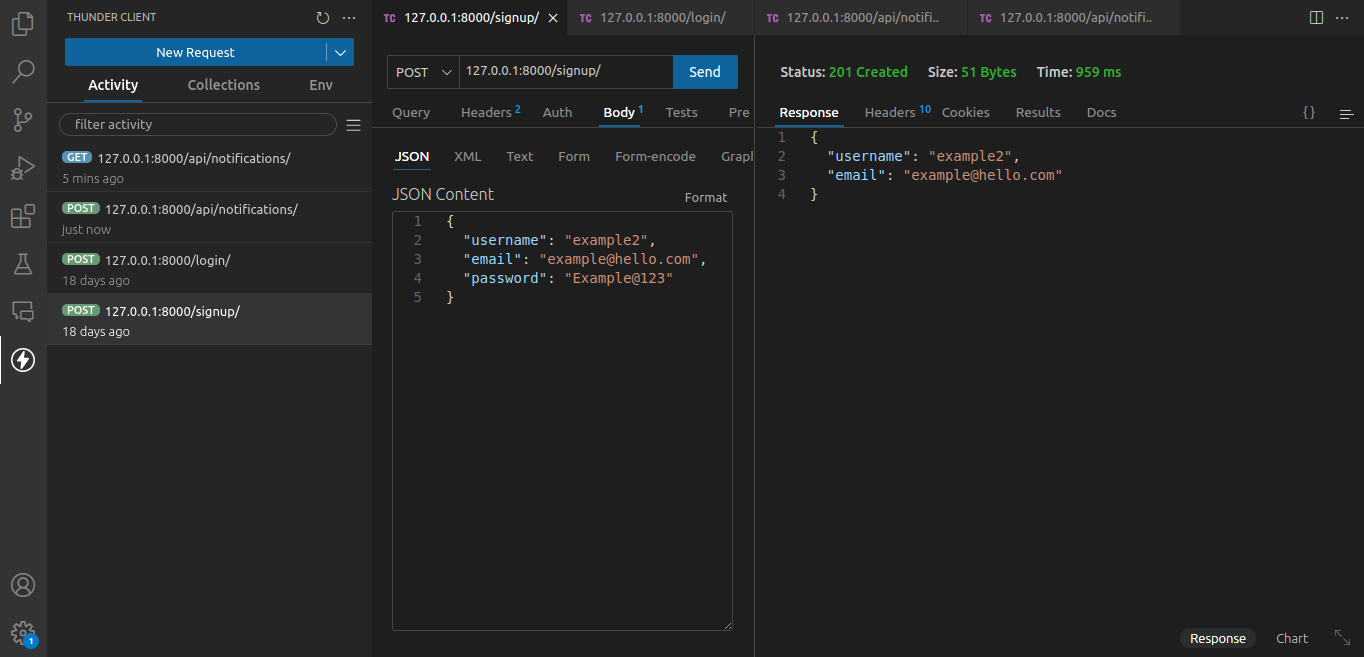 THUNDER CLIENT
New Request
Activity Collections Env
filter activity
GET 127.0.0.1:8000/api/notifications/
5 mins ago
POST 127.0.0.1:8000/api/notifications/
just now
POST 127.0.0.1:8000/login/
18 days ago
POST 127.0.0.1:8000/signup/
18 days ago
1
TC 127.0.0.1:8000/signup/ TC 127.0.0.1:8000/login/ TC 127.0.0.1:8000/api/notifi.. TC 127.0.0.1:8000/api/notifi..
POST 127.0.0.1:8000/signup/ Send
Query Headers 2 Auth Body 1 Tests Pre
JSON XML Text Form Form-encode Grapl
JSON Content Format
1 {
2 "username": "example2",
3 "email": "example@hello.com",
4 "password": "Example@123"
5 }
Status: 201 Created Size: 51 Bytes Time: 959 ms
Response Headers 10 Cookies Results Docs {}
1 {
2 "username": "example2",
3 "email": "example@hello.com"
4 }
Response Chart